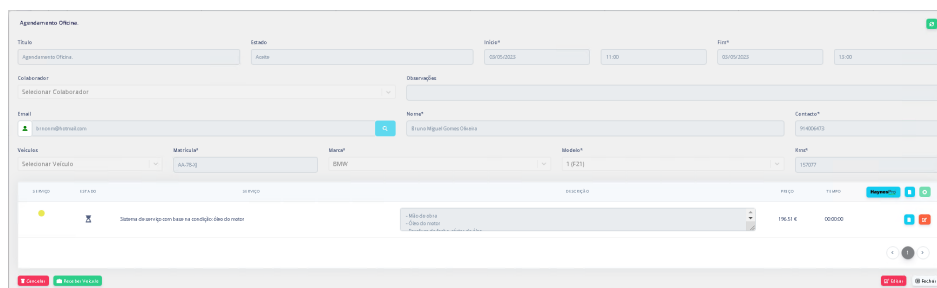 Agendamento Oficina.
Título
Estado
Início*
Fim*
Agendamento Oficina.
Aceite
03/05/2022
11:00
03/05/2022
12:00
Colaborador
Observações
Selecionar Colaborador
Email
Nome*
Contacto*
Bruno Miguel Gomes Oliveira
Veículos
Matrícula*
Marca*
Modelo*
Kms*
Selecionar Veículo
BMW
1 (F21)
157077
SERVIÇO
ESTADO
SERVIÇO
DESCRIÇÃO
PREÇO
TEMPO
Sistema de serviço com base na condição: óleo do motor
- Mão de obra
- Óleo do motor
196.51 €
00:00:00
1
Cancelar
Receber Veículo
Editar
Fechar